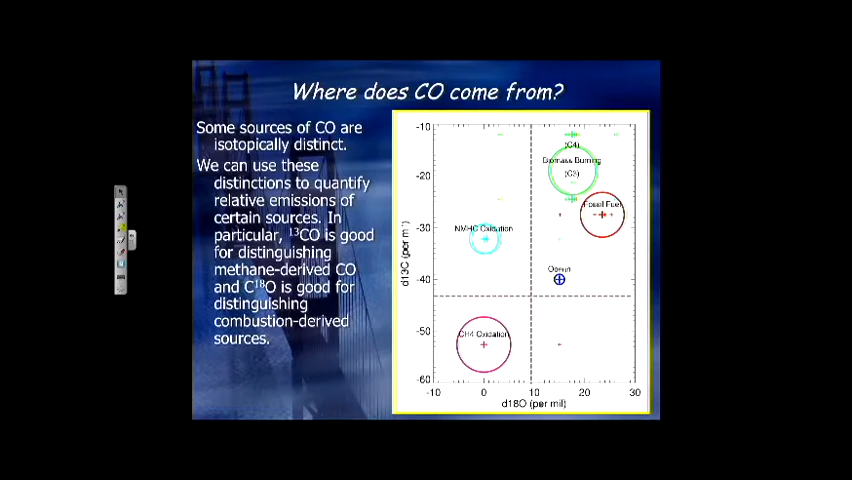 Where does CO come from?
Some sources of CO are
isotopically distinct.
We can use these
distinctions to quantify
relative emissions of
certain sources. In
particular, ¹³CO is good
for distinguishing
methane-derived CO
and C¹⁸O is good for
distinguishing
combustion-derived
sources.
-10
(C4)
Biomass Burning
(C3)
-20
Fossil Fuel
-30
NMHC Oxidation
-40
-50
CH4 Oxidation
-60
-10 0 10 20 30
d18O (per mil)
d13C (per mil)